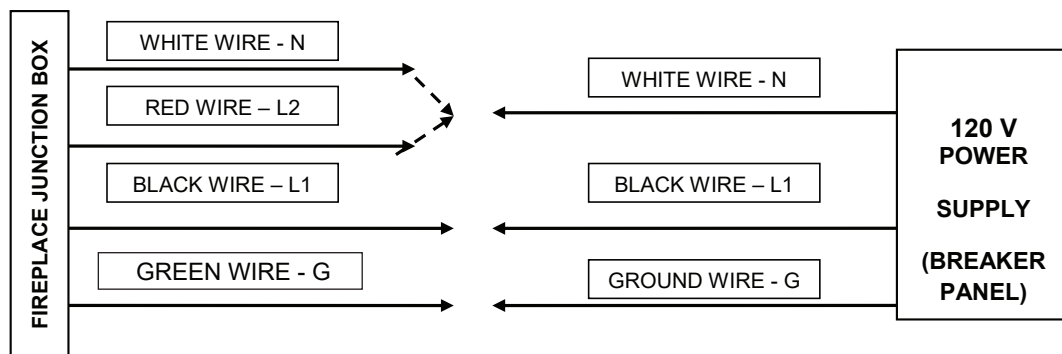 FIREPLACE JUNCTION BOX
WHITE WIRE - N
RED WIRE – L2
BLACK WIRE – L1
GREEN WIRE - G
WHITE WIRE - N
BLACK WIRE – L1
GROUND WIRE - G
120 V
POWER
SUPPLY
(BREAKER
PANEL)